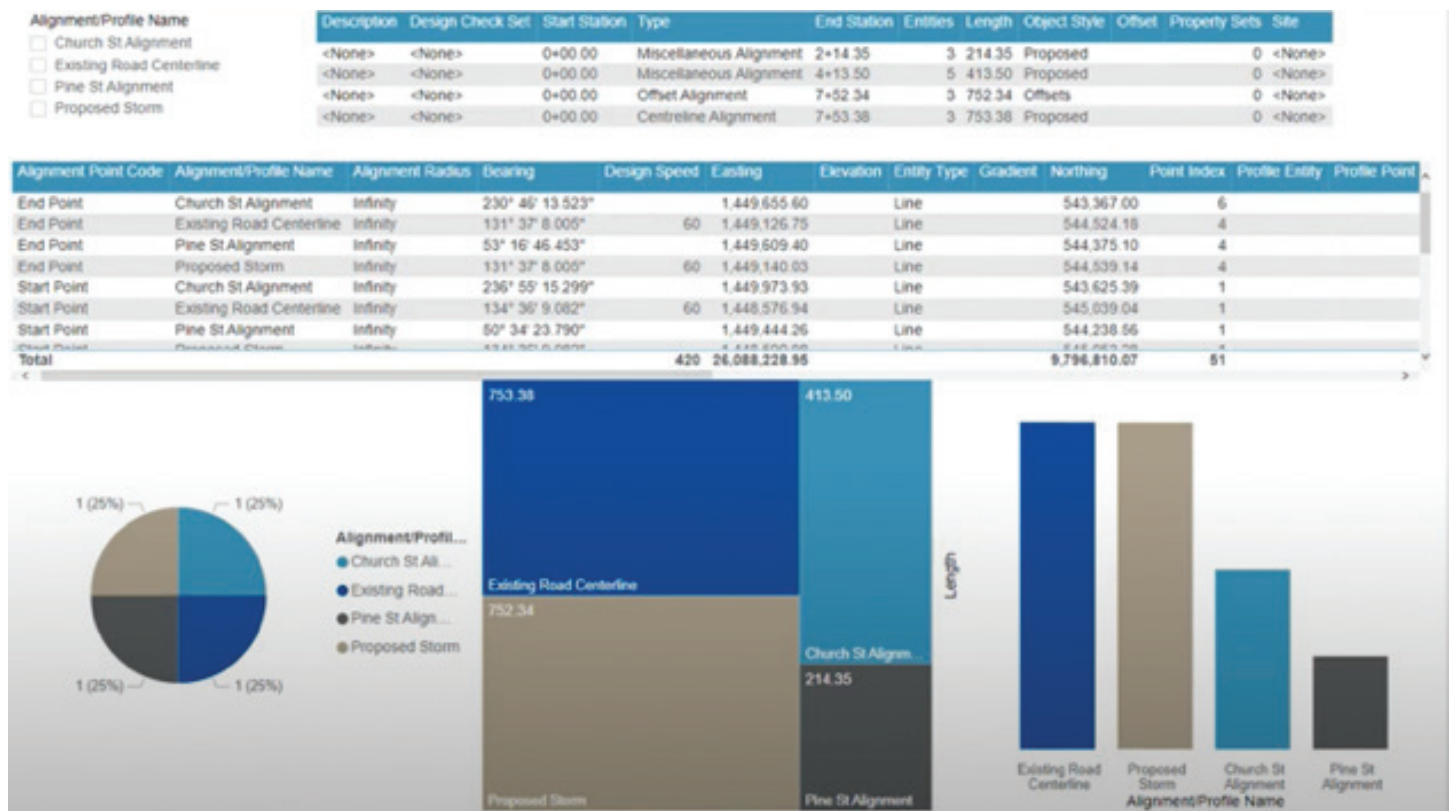 Alignment/Profile Name
Church St Alignment
Existing Road Centerline
Pine St Alignment
Proposed Storm
Description Design Check Set Start Station Type End Station Entities Length Object Style Offset Property Sets Site
<None> <None> 0+00.00 Miscellaneous Alignment 2+14.35 3 214.35 Proposed 0 <None>
<None> <None> 0+00.00 Miscellaneous Alignment 4+13.50 5 413.50 Proposed 0 <None>
<None> <None> 0+00.00 Offset Alignment 7+52.34 3 752.34 Offsets 0 <None>
<None> <None> 0+00.00 Centreline Alignment 7+53.38 3 753.38 Proposed 0 <None>
Alignment Point Code Alignment/Profile Name Alignment Radius Bearing Design Speed Easting Elevation Entity Type Gradient Northing Point Index Profile Entity Profile Point
End Point Church St Alignment Infinity 230° 46' 13.523" 1,449,655.60 Line 543,367.00 6
End Point Existing Road Centerline Infinity 131° 37' 8.005" 60 1,449,126.75 Line 544,524.18 4
End Point Pine St Alignment Infinity 53° 16' 46.453" 1,449,609.40 Line 544,375.10 4
End Point Proposed Storm Infinity 131° 37' 8.005" 60 1,449,140.03 Line 544,539.14 4
Start Point Church St Alignment Infinity 236° 55' 15.299" 1,449,973.93 Line 543,625.39 1
Start Point Existing Road Centerline Infinity 134° 36' 9.082" 60 1,448,576.94 Line 545,039.04 1
Start Point Pine St Alignment Infinity 50° 34' 23.790" 1,449,444.26 Line 544,238.56 1
Total 420 26,088,228.95 9,796,810.07 51
1 (25%) 1 (25%)
1 (25%) 1 (25%)
Alignment/Profil...
Church St Ali...
Existing Road...
Pine St Align...
Proposed Storm
753.38
Existing Road Centerline
752.34
Proposed Storm
413.50
Church St Alignm...
214.35
Pine St Alignment
Length
Existing Road Centerline
Proposed Storm
Church St Alignment
Pine St Alignment
Alignment/Profile Name